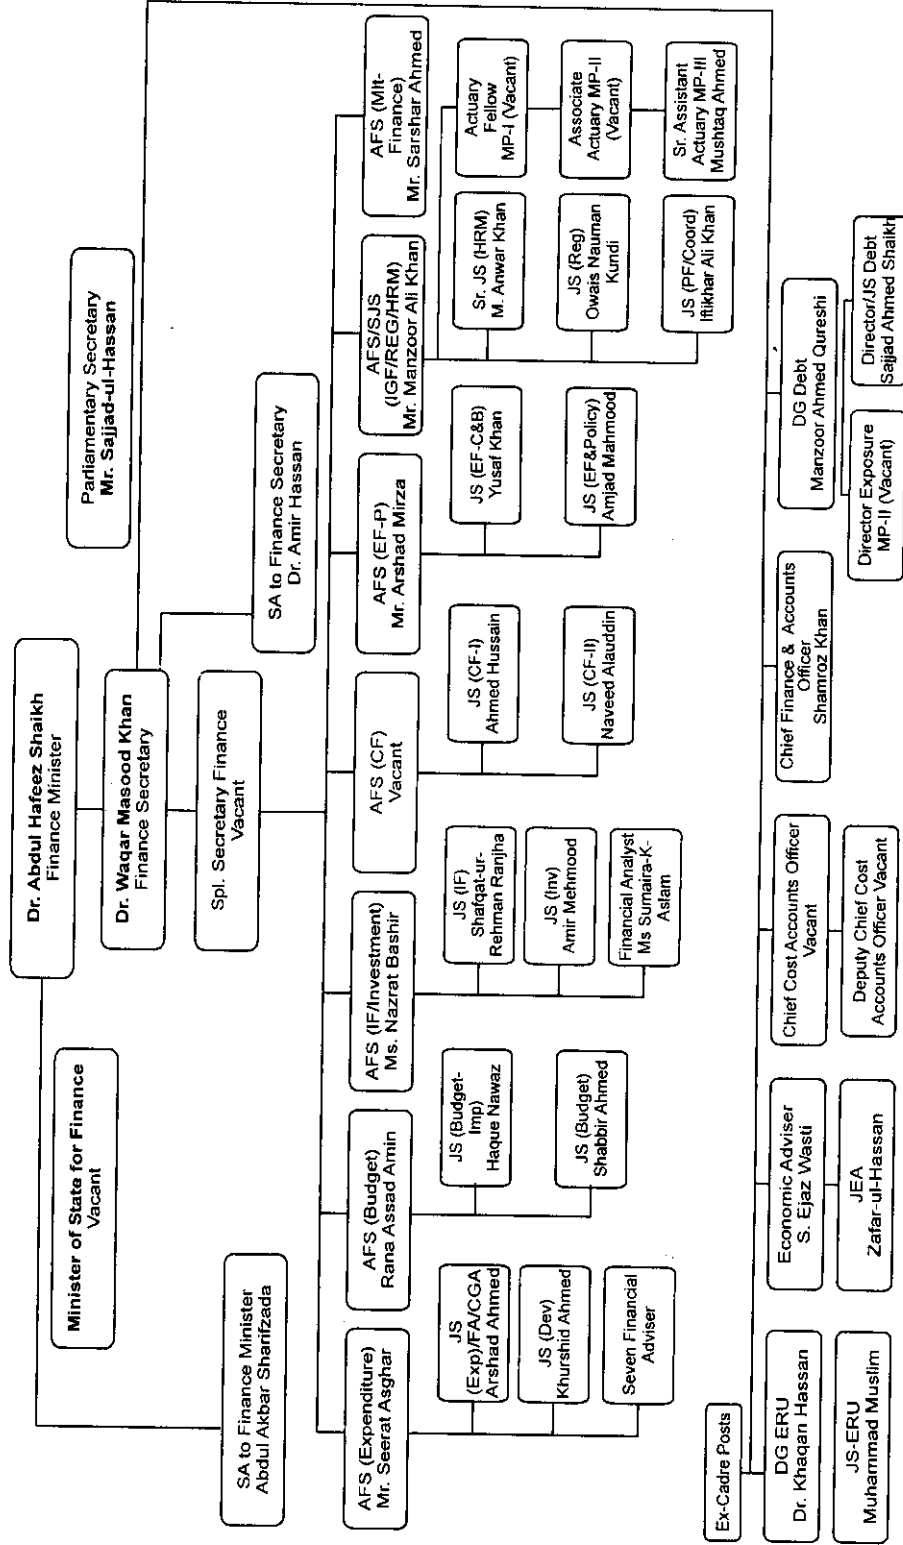 Dr. Abdul Hafeez Shaikh
Finance Minister
Minister of State for Finance
Vacant
Parliamentary Secretary
Mr. Sajjad-ul-Hassan
Dr. Waqar Masood Khan
Finance Secretary
SA to Finance Minister
Abdul Akbar Sharifzada
Spl. Secretary Finance
Vacant
SA to Finance Secretary
Dr. Amir Hassan
AFS (Expenditure)
Mr. Seerat Asghar
AFS (Budget)
Rana Assad Amin
AFS (IF/Investment)
Ms. Nazrat Bashir
AFS (CF)
Vacant
AFS (EF-P)
Mr. Arshad Mirza
AFS/SJS
(IGF/REG/HRM)
Mr. Manzoor Ali Khan
AFS (Mlt-
Finance)
Mr. Sarshar Ahmed
JS
(Exp)/FA/CGA
Arshad Ahmed
JS (Dev)
Khurshid Ahmed
Seven Financial
Adviser
JS (Budget-
Imp)
Haque Nawaz
JS (Budget)
Shabbir Ahmed
JS (IF)
Shafqat-ur-
Rehman Ranjha
JS (Inv)
Amir Mehmood
Financial Analyst
Ms Sumaira-K-
Aslam
JS (CF-I)
Ahmed Hussain
JS (CF-II)
Naveed Alauddin
JS (EF-C&B)
Yusaf Khan
JS (EF&Policy)
Amjad Mahmood
Sr. JS (HRM)
M. Anwar Khan
JS (Reg)
Owais Nauman
Kundi
JS (PF/Coord)
Iftikhar Ali Khan
Actuary
Fellow
MP-I (Vacant)
Associate
Actuary MP-II
(Vacant)
Sr. Assistant
Actuary MP-III
Mushtaq Ahmed
Ex-Cadre Posts
DG ERU
Dr. Khaqan Hassan
JS-ERU
Muhammad Muslim
Economic Adviser
S. Ejaz Wasti
JEA
Zafar-ul-Hassan
Chief Cost Accounts Officer
Vacant
Deputy Chief Cost
Accounts Officer Vacant
Chief Finance & Accounts
Officer
Shamroz Khan
DG Debt
Manzoor Ahmed Qureshi
Director Exposure
MP-II (Vacant)
Director/JS Debt
Sajjad Ahmed Shaikh